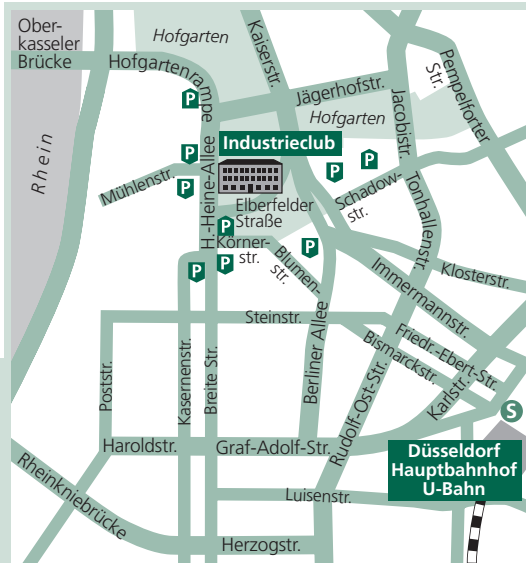 Ober-
kasseler
Brücke
Hofgarten
Kaiserstr.
Hofgartenrampe
Pempelforter
Str.
P
Jägerhofstr.
Hofgarten
Jacobistr.
Rhein
P
Industrieclub
P
P
P
Mühlenstr.
H.-Heine-Allee
Elberfelder
Straße
Schadow-
str.
Tonhallenstr.
P
Körner-
str.
P
P
P
Blumen-
str.
Klosterstr.
Immermannstr.
Steinstr.
Friedr.-Ebert-Str.
Bismarckstr.
Poststr.
Kasernenstr.
Breite Str.
Berliner Allee
Rudolf-Ost-Str.
Karlstr.
S
Haroldstr.
Graf-Adolf-Str.
Düsseldorf
Hauptbahnhof
U-Bahn
Rheinkniebrücke
Luisenstr.
Herzogstr.